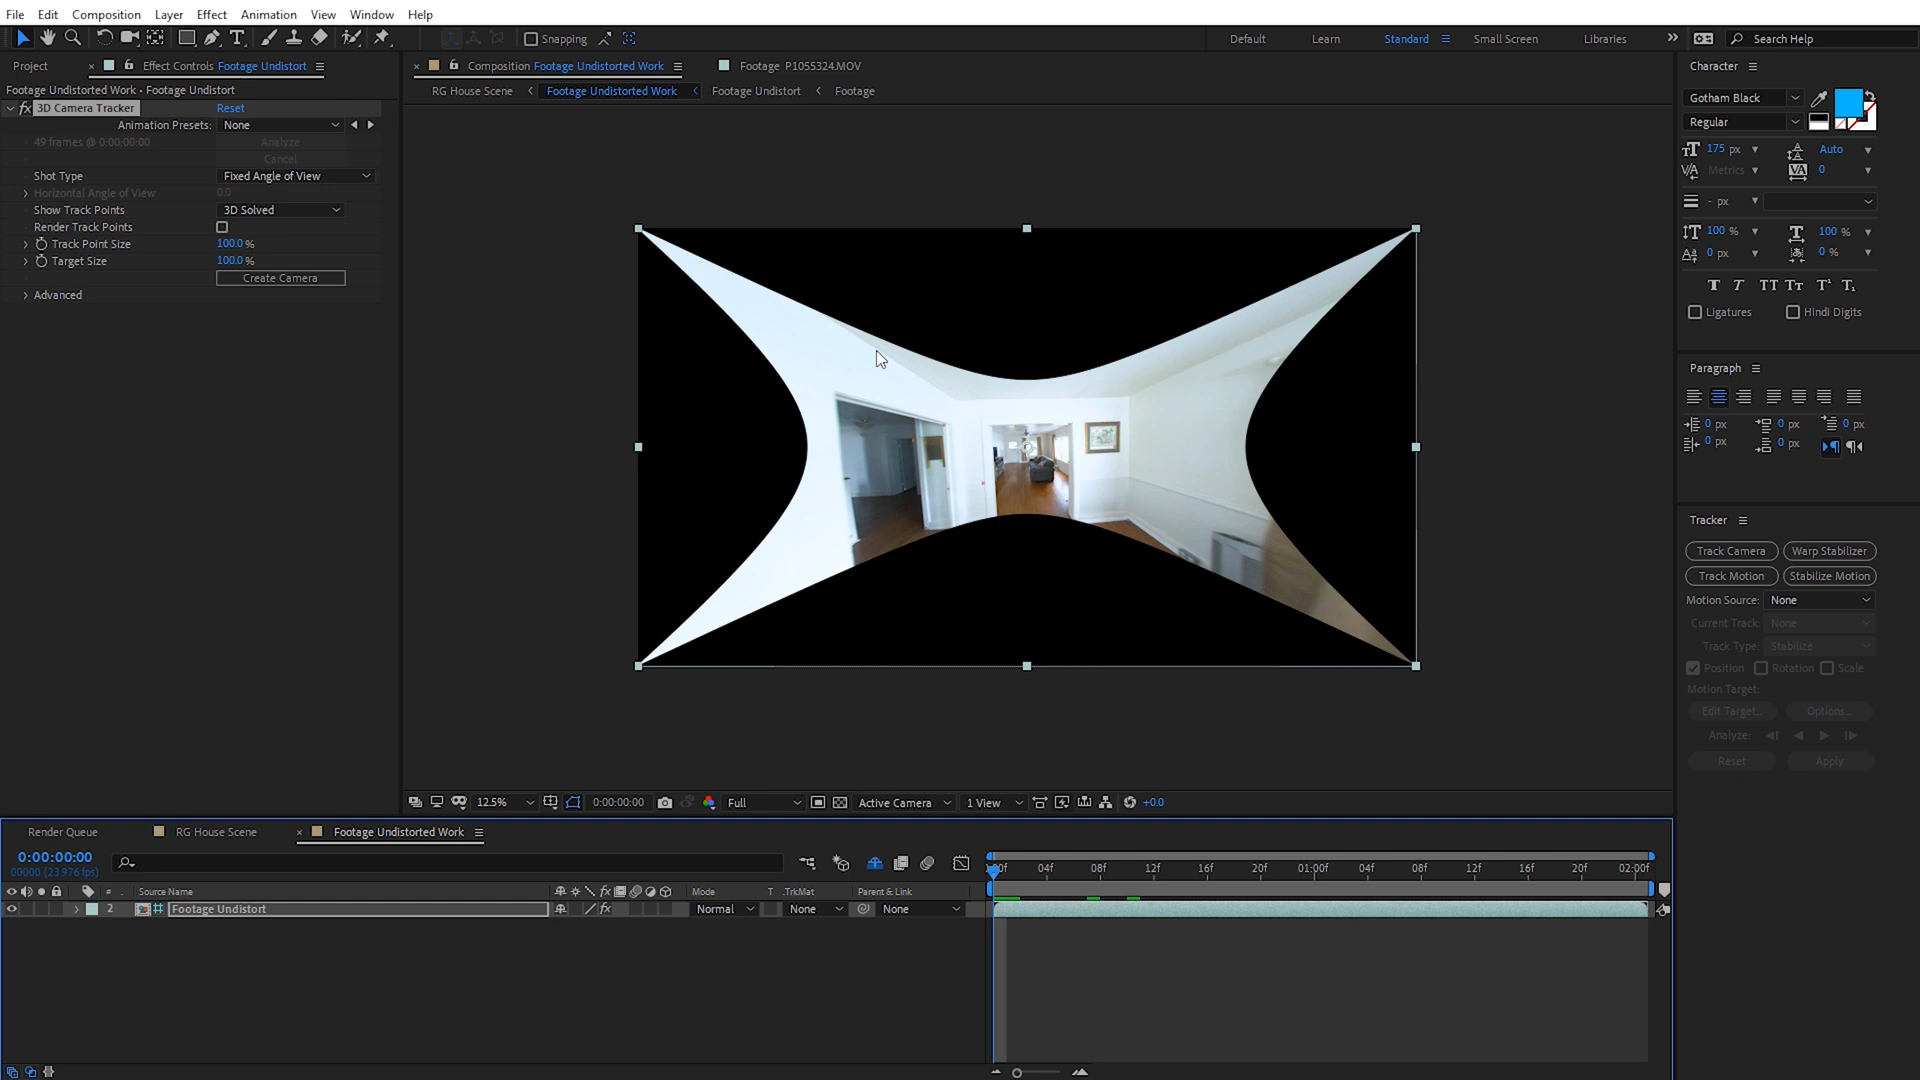 File Edit Composition Layer Effect Animation View Window Help
Snapping Default Learn Standard Small Screen Libraries Search Help
Project Effect Controls Footage Undistort
Footage Undistorted Work • Footage Undistort
fx 3D Camera Tracker Reset
Animation Presets: None
49 frames @ 0:00:00:00 Analyze
Cancel
Shot Type Fixed Angle of View
Horizontal Angle of View 0.0
Show Track Points 3D Solved
Render Track Points
Track Point Size 100.0 %
Target Size 100.0 %
Create Camera
Advanced
Composition Footage Undistorted Work Footage P1055324.MOV
RG House Scene Footage Undistorted Work Footage Undistort Footage
12.5% 0:00:00:00 Full Active Camera 1 View +0.0
Character
Gotham Black
Regular
175 px Auto
Metrics 0
- px
100 % 100 %
0 px 0 %
T T TT Tт T¹ T₁
Ligatures Hindi Digits
Paragraph
0 px 0 px 0 px
0 px 0 px
Tracker
Track Camera Warp Stabilizer
Track Motion Stabilize Motion
Motion Source: None
Current Track: None
Track Type: Stabilize
Position Rotation Scale
Motion Target:
Edit Target... Options...
Analyze:
Reset Apply
Render Queue RG House Scene Footage Undistorted Work
0:00:00:00
00000 (23.976 fps)
04f 08f 12f 16f 20f 01:00f 04f 08f 12f 16f 20f 02:00f
# Source Name fx Mode T .TrkMat Parent & Link
2 Footage Undistort fx Normal None None